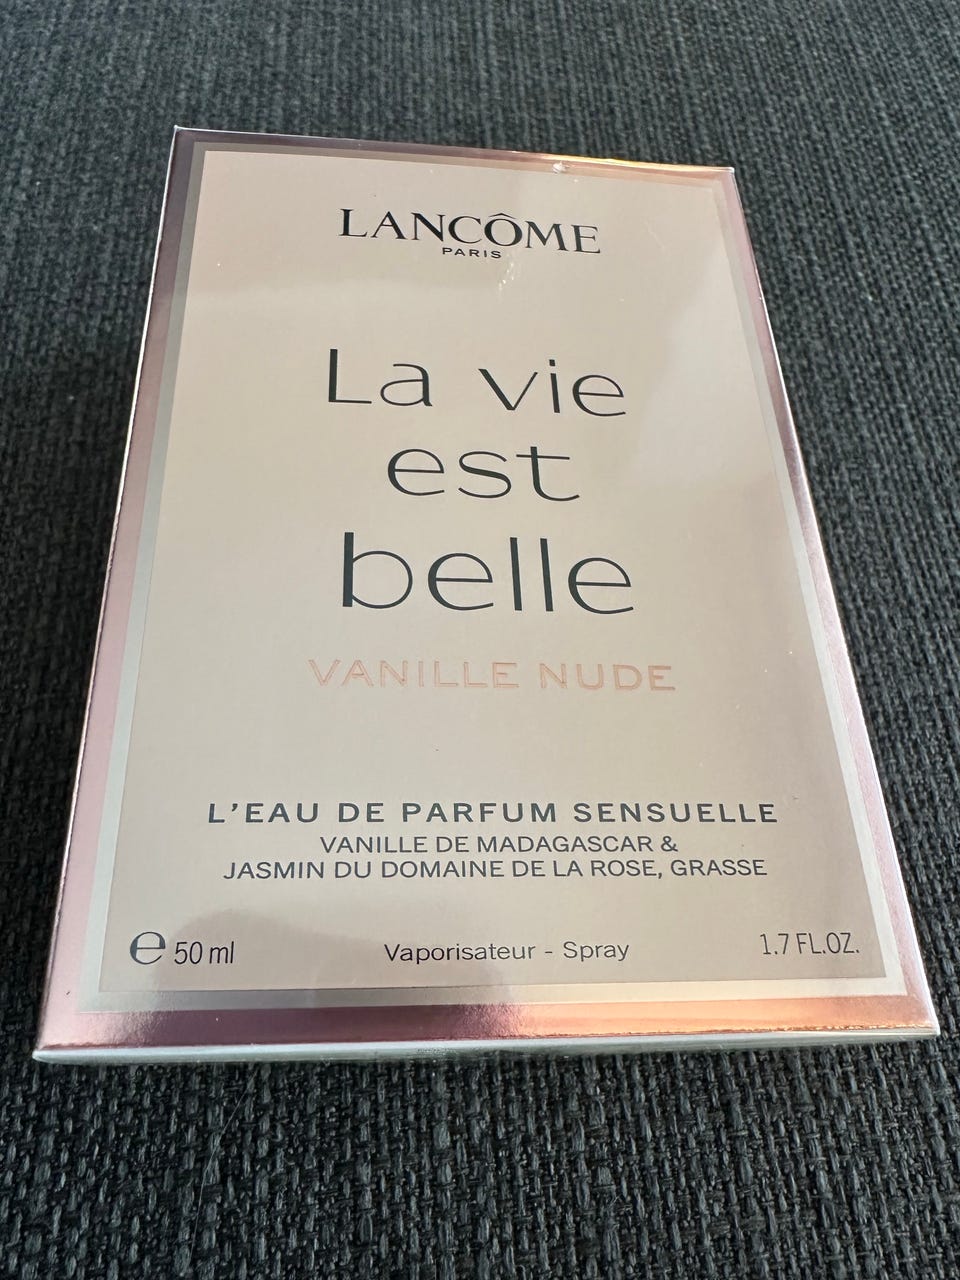 LANCÔME
PARIS
La vie
est
belle
VANILLE NUDE
L'EAU DE PARFUM SENSUELLE
VANILLE DE MADAGASCAR &
JASMIN DU DOMAINE DE LA ROSE, GRASSE
e 50 ml Vaporisateur - Spray 1.7 FL.OZ.